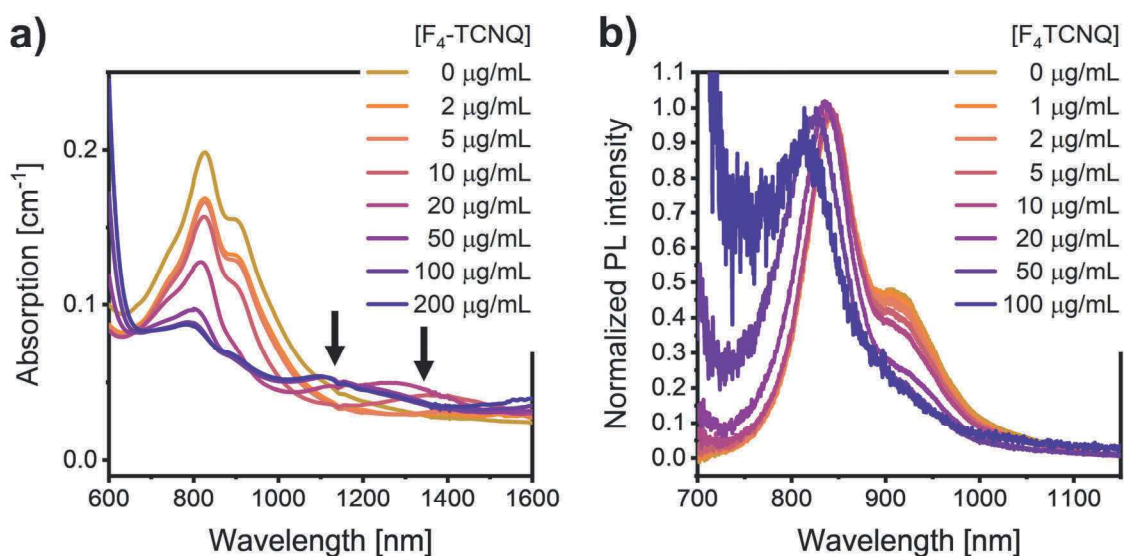 a)
[F₄-TCNQ]
0 μg/mL
2 μg/mL
5 μg/mL
10 μg/mL
20 μg/mL
50 μg/mL
100 μg/mL
200 μg/mL
Absorption [cm⁻¹]
0.2
0.1
0.0
600 800 1000 1200 1400 1600
Wavelength [nm]
b)
[F₄TCNQ]
0 μg/mL
1 μg/mL
2 μg/mL
5 μg/mL
10 μg/mL
20 μg/mL
50 μg/mL
100 μg/mL
Normalized PL intensity
1.1
1.0
0.9
0.8
0.7
0.6
0.5
0.4
0.3
0.2
0.1
0.0
700 800 900 1000 1100
Wavelength [nm]